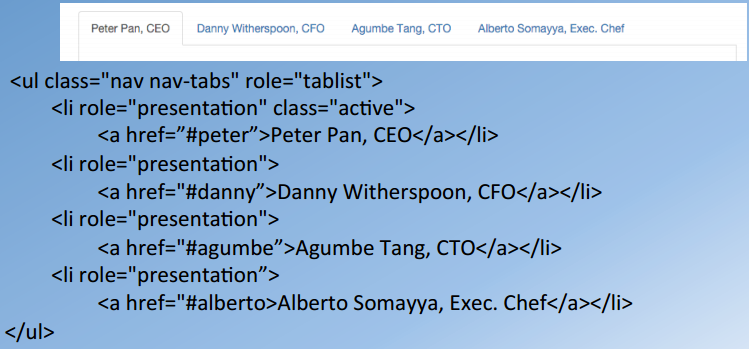 Peter Pan, CEO Danny Witherspoon, CFO Agumbe Tang, CTO Alberto Somayya, Exec. Chef
<ul class="nav nav-tabs" role="tablist">
<li role="presentation" class="active">
<a href=”#peter”>Peter Pan, CEO</a></li>
<li role="presentation">
<a href="#danny”>Danny Witherspoon, CFO</a></li>
<li role="presentation">
<a href="#agumbe”>Agumbe Tang, CTO</a></li>
<li role="presentation”>
<a href="#alberto>Alberto Somayya, Exec. Chef</a></li>
</ul>